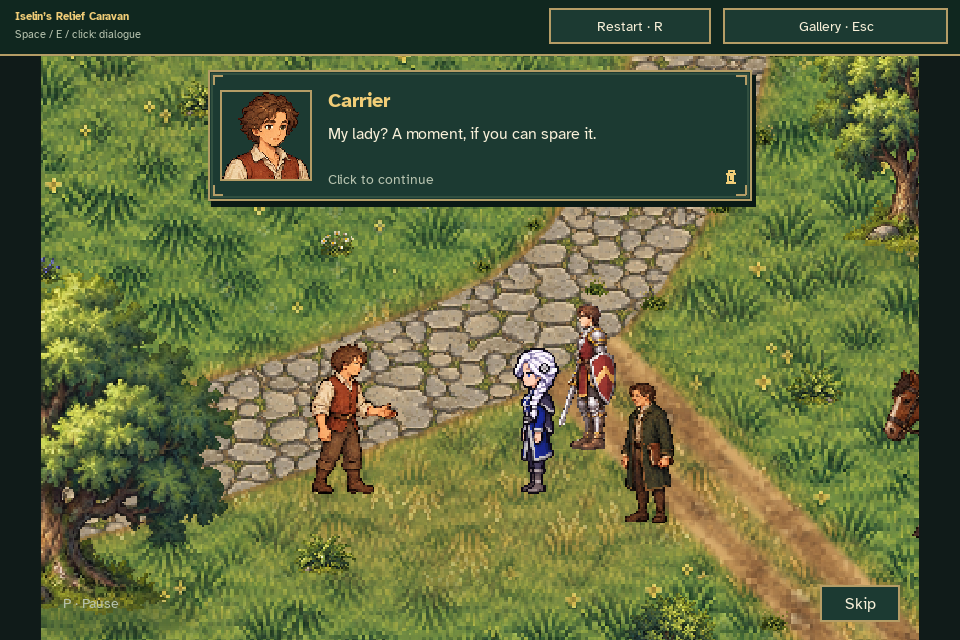 Iselin's Relief Caravan
Space / E / click: dialogue
Restart · R
Gallery · Esc
Carrier
My lady? A moment, if you can spare it.
Click to continue
P · Pause
Skip